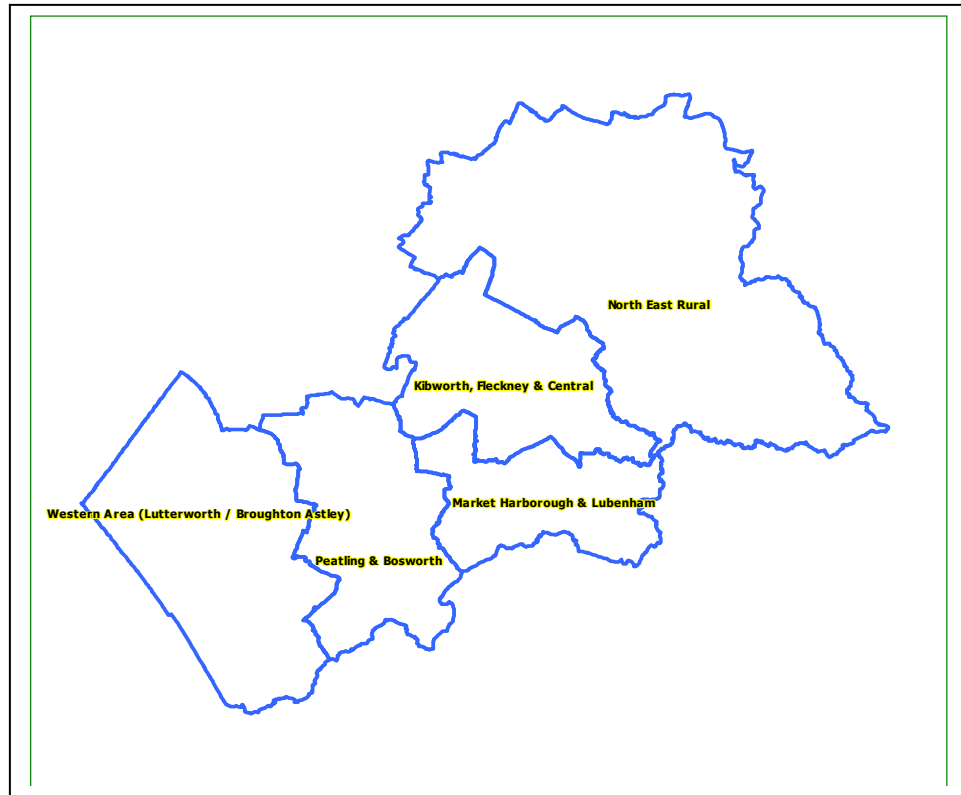 North East Rural
Kibworth, Fleckney & Central
Market Harborough & Lubenham
Western Area (Lutterworth / Broughton Astley)
Peatling & Bosworth